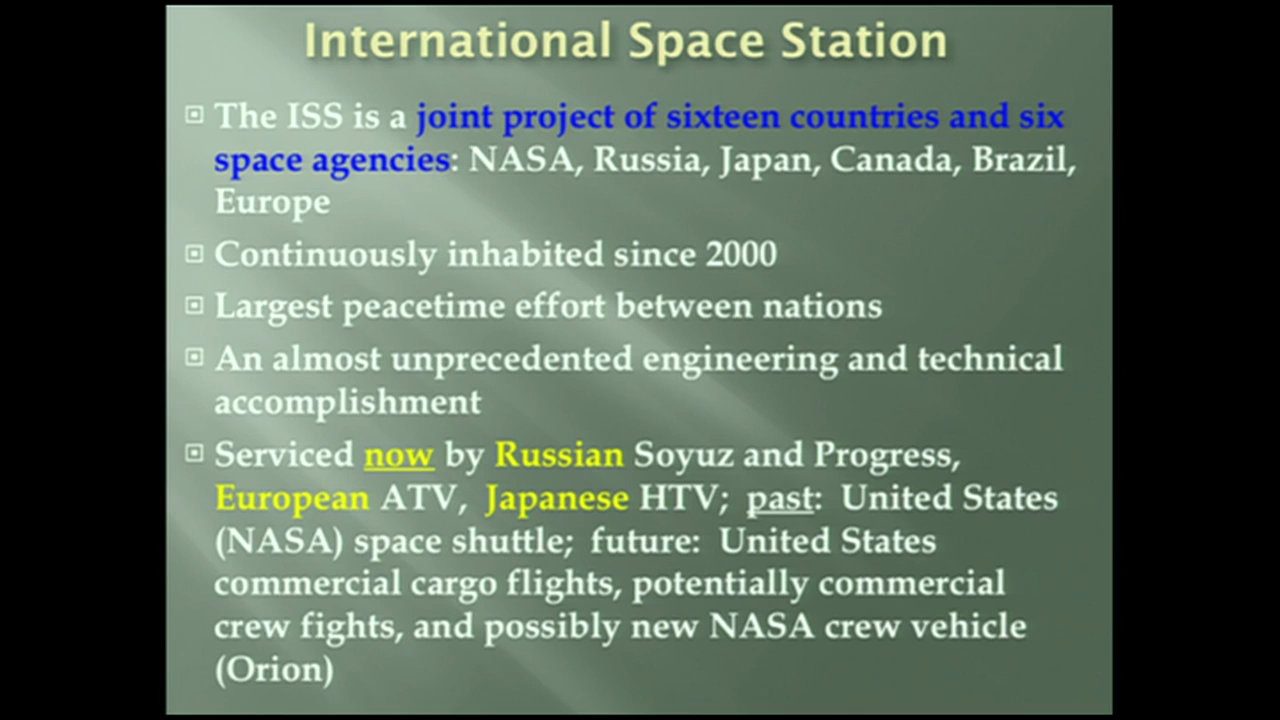 International Space Station
The ISS is a joint project of sixteen countries and six
space agencies: NASA, Russia, Japan, Canada, Brazil,
Europe
Continuously inhabited since 2000
Largest peacetime effort between nations
An almost unprecedented engineering and technical
accomplishment
Serviced now by Russian Soyuz and Progress,
European ATV, Japanese HTV; past: United States
(NASA) space shuttle; future: United States
commercial cargo flights, potentially commercial
crew fights, and possibly new NASA crew vehicle
(Orion)